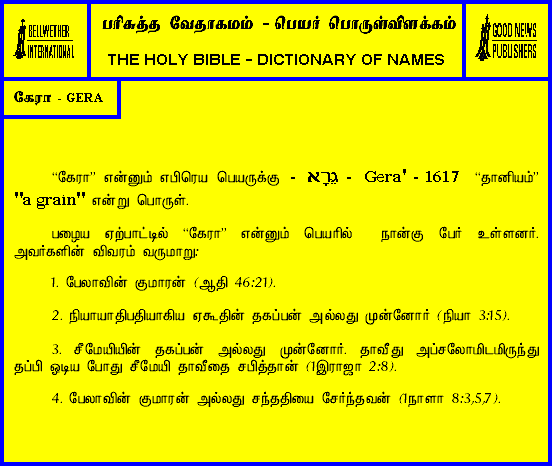 BELLWETHER
INTERNATIONAL
பரிசுத்த வேதாகமம் - பெயர் பொருள்விளக்கம்
THE HOLY BIBLE - DICTIONARY OF NAMES
GOOD NEWS
PUBLISHERS
கேரா - GERA
“கேரா” என்னும் எபிரெய பெயருக்கு - גֵּרָא - Gera' - 1617 “தானியம்”
"a grain" என்று பொருள்.
பழைய ஏற்பாட்டில் “கேரா” என்னும் பெயரில் நான்கு பேர் உள்ளனர்.
அவர்களின் விவரம் வருமாறு:
1. பேலாவின் குமாரன் (ஆதி 46:21).
2. நியாயாதிபதியாகிய ஏகூதின் தகப்பன் அல்லது முன்னோர் (நியா 3:15).
3. சீமேயியின் தகப்பன் அல்லது முன்னோர். தாவீது அப்சலோமிடமிருந்து
தப்பி ஓடிய போது சீமேயி தாவீதை சபித்தான் (1இராஜா 2:8).
4. பேலாவின் குமாரன் அல்லது சந்ததியை சேர்ந்தவன் (1நாளா 8:3,5,7).